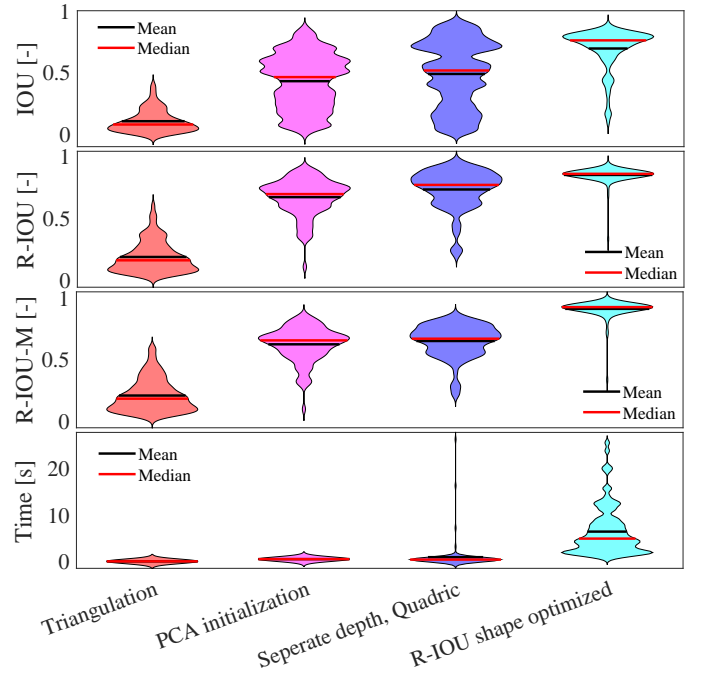 1
0.5
0
IOU [-]
Mean
Median
1
0.5
0
R-IOU [-]
Mean
Median
1
0.5
0
R-IOU-M [-]
Mean
Median
20
10
0
Time [s]
Mean
Median
Triangulation
PCA initialization
Seperate depth, Quadric
R-IOU shape optimized